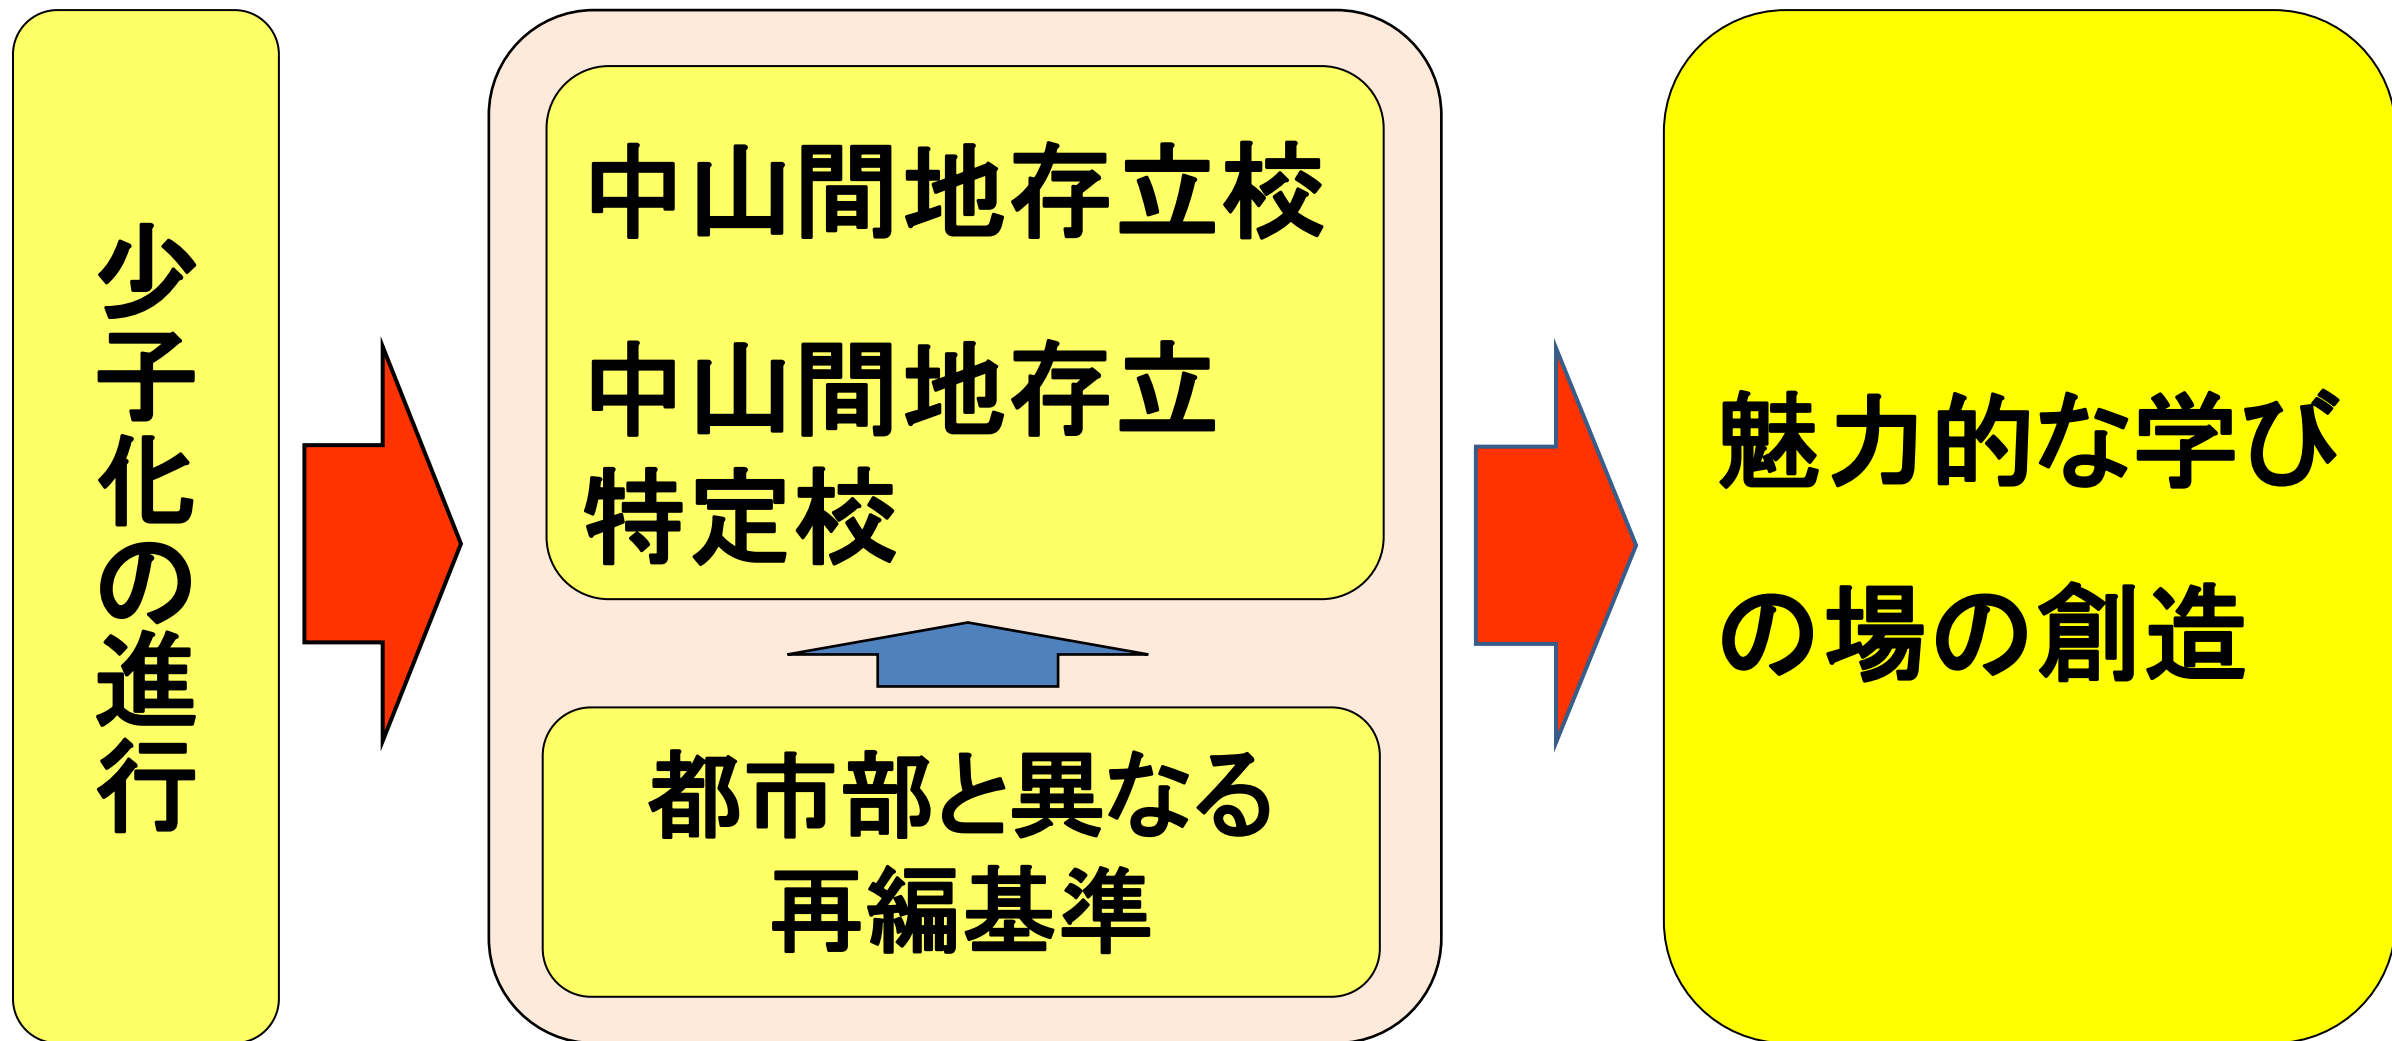 少子化の進行
中山間地存立校
中山間地存立
特定校
都市部と異なる
再編基準
魅力的な学び
の場の創造